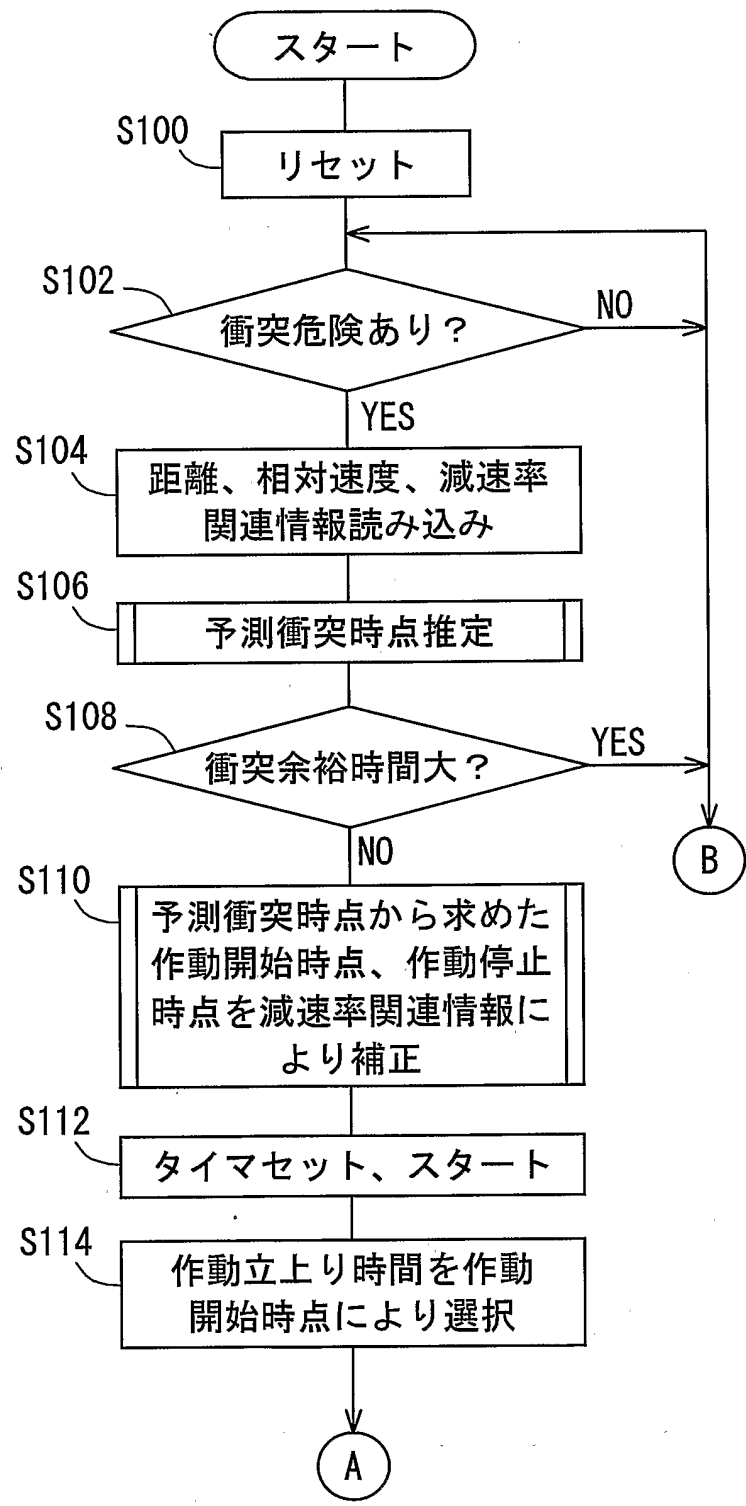 スタート
S100
リセット
S102
衝突危険あり？
NO
YES
S104
距離、相対速度、減速率
関連情報読み込み
S106
予測衝突時点推定
S108
衝突余裕時間大？
YES
NO
B
S110
予測衝突時点から求めた
作動開始時点、作動停止
時点を減速率関連情報に
より補正
S112
タイマセット、スタート
S114
作動立上り時間を作動
開始時点により選択
A